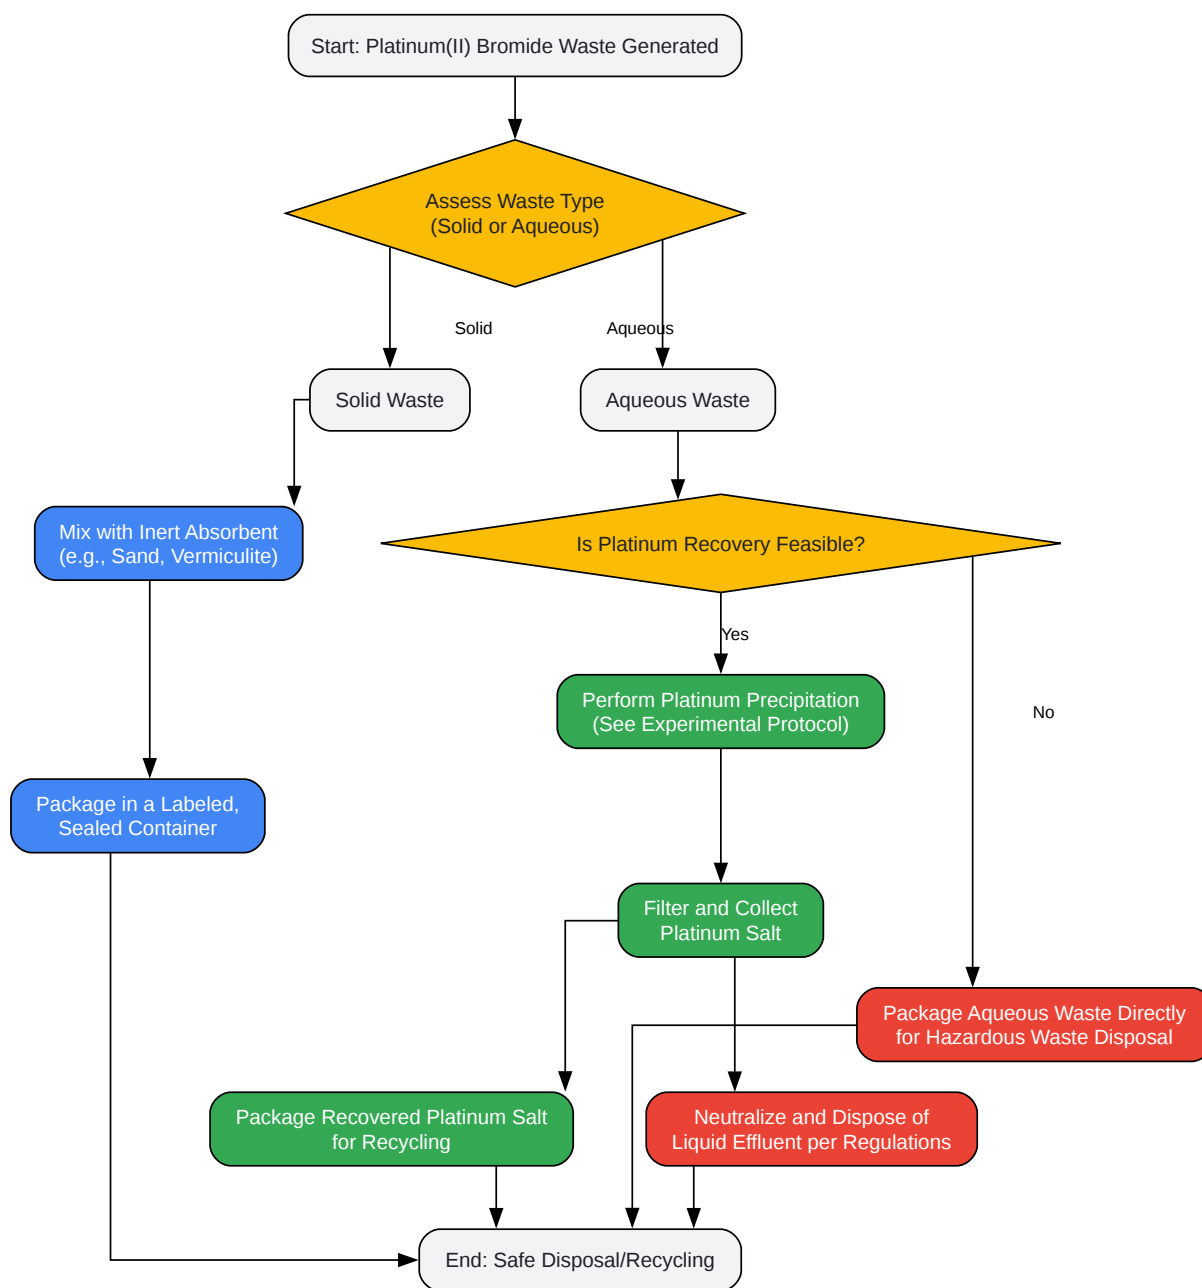 Start: Platinum(II) Bromide Waste Generated
Assess Waste Type
(Solid or Aqueous)
Solid
Aqueous
Solid Waste
Aqueous Waste
Mix with Inert Absorbent
(e.g., Sand, Vermiculite)
Is Platinum Recovery Feasible?
Yes
Perform Platinum Precipitation
(See Experimental Protocol)
No
Package in a Labeled,
Sealed Container
Filter and Collect
Platinum Salt
Package Aqueous Waste Directly
for Hazardous Waste Disposal
Package Recovered Platinum Salt
for Recycling
Neutralize and Dispose of
Liquid Effluent per Regulations
End: Safe Disposal/Recycling